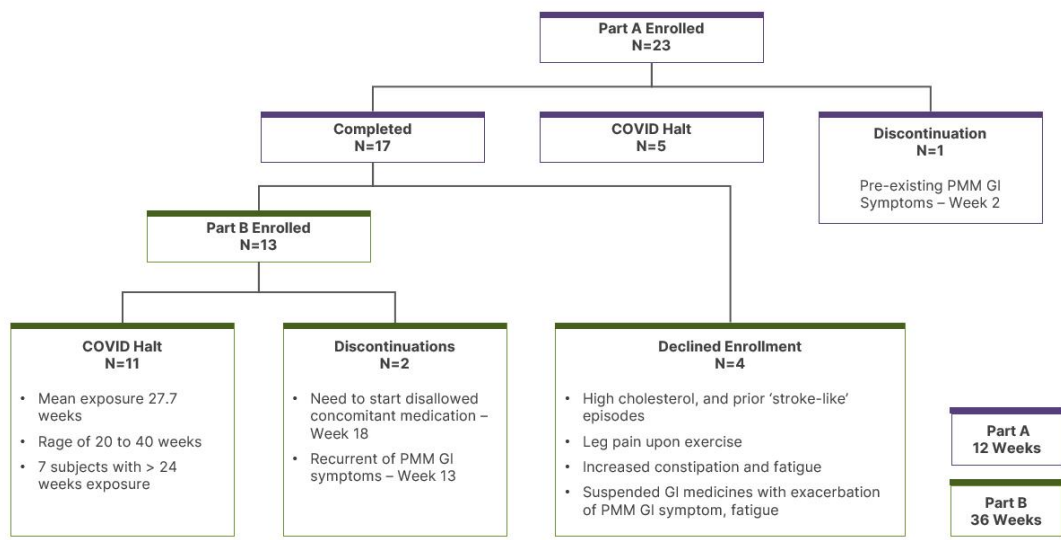 Part A Enrolled
N=23
Completed
N=17
COVID Halt
N=5
Discontinuation
N=1
Pre-existing PMM GI
Symptoms – Week 2
Part B Enrolled
N=13
COVID Halt
N=11
• Mean exposure 27.7
weeks
• Rage of 20 to 40 weeks
• 7 subjects with > 24
weeks exposure
Discontinuations
N=2
• Need to start disallowed
concomitant medication –
Week 18
• Recurrent of PMM GI
symptoms – Week 13
Declined Enrollment
N=4
• High cholesterol, and prior ‘stroke-like’
episodes
• Leg pain upon exercise
• Increased constipation and fatigue
• Suspended GI medicines with exacerbation
of PMM GI symptom, fatigue
Part A
12 Weeks
Part B
36 Weeks